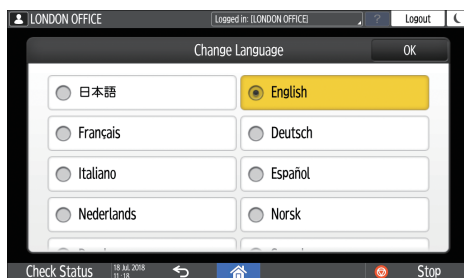 LONDON OFFICE Logged in: [LONDON OFFICE] ? Logout
Change Language OK
日本語 English
Français Deutsch
Italiano Español
Nederlands Norsk
Check Status 18 Jul. 2018 Stop
11:18